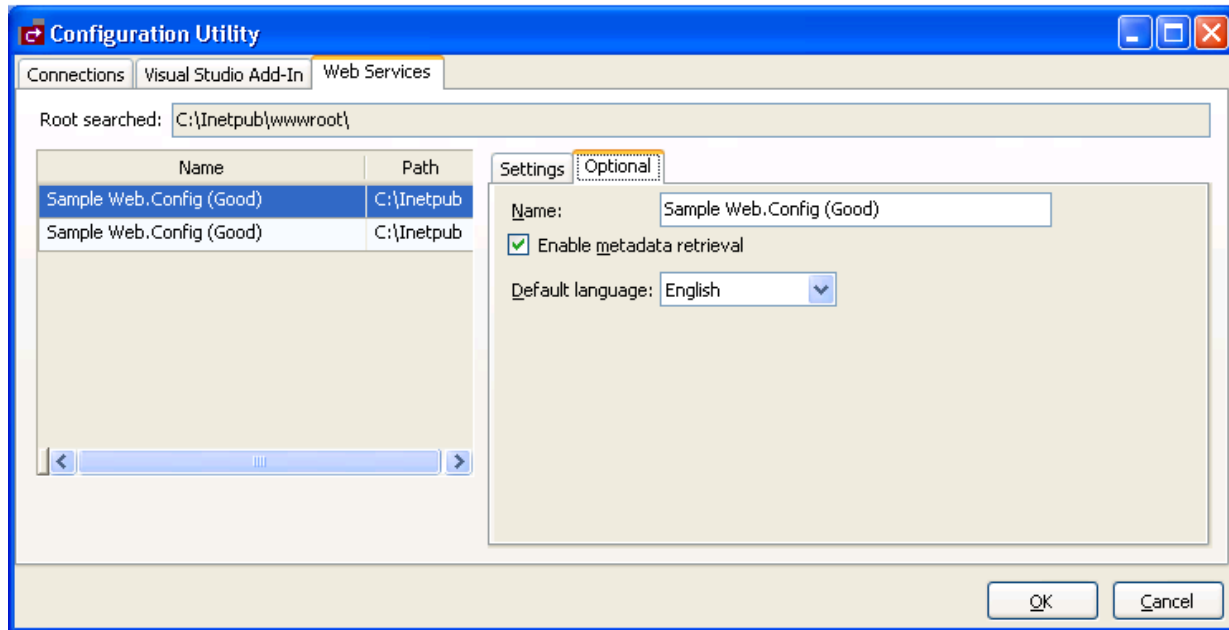 Configuration Utility
Connections Visual Studio Add-In Web Services
Root searched: C:\Inetpub\wwwroot\
Name Path
Sample Web.Config (Good) C:\Inetpub
Sample Web.Config (Good) C:\Inetpub
Settings Optional
Name: Sample Web.Config (Good)
Enable metadata retrieval
Default language: English
OK Cancel